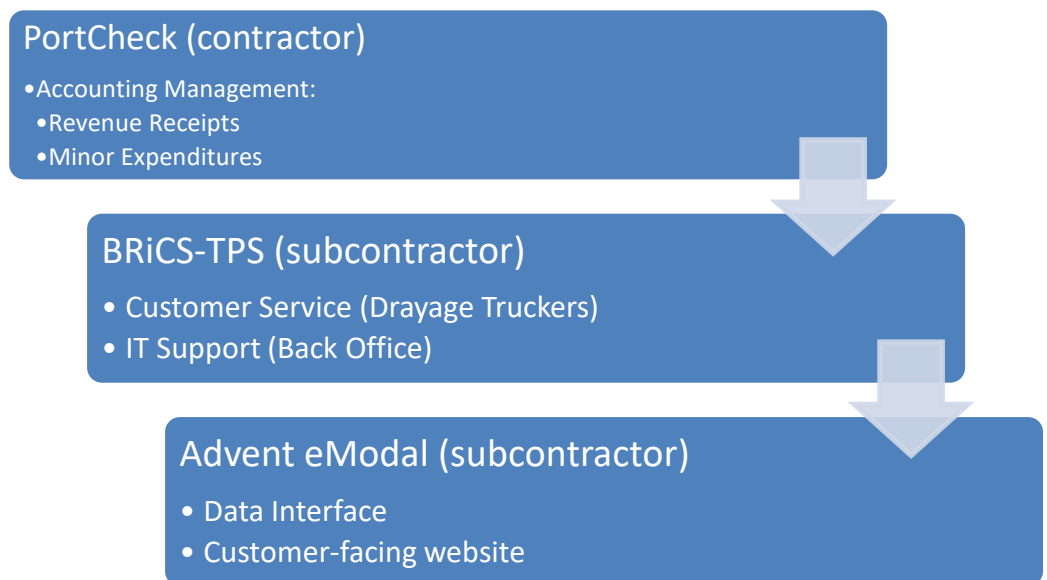 PortCheck (contractor)
•Accounting Management:
•Revenue Receipts
•Minor Expenditures
BRiCS-TPS (subcontractor)
• Customer Service (Drayage Truckers)
• IT Support (Back Office)
Advent eModal (subcontractor)
• Data Interface
• Customer-facing website